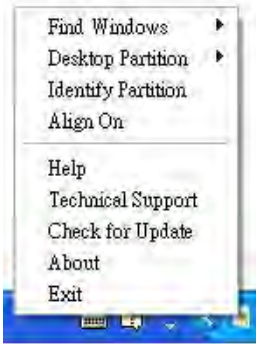 Find Windows
Desktop Partition
Identify Partition
Align On
Help
Technical Support
Check for Update
About
Exit